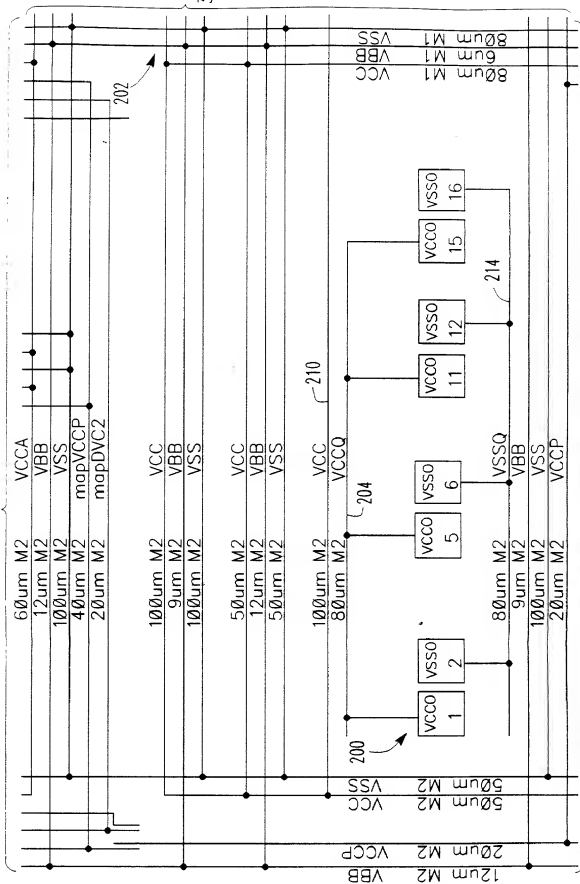 60um M2 VCCA
12um M2 VBB
100um M2 VSS
40um M2 mapVCCP
20um M2 mapDVC2
202
80um M1 VSS
6um M1 VBB
80um M1 VCC
100um M2 VCC
9um M2 VBB
100um M2 VSS
50um M2 VCC
12um M2 VBB
50um M2 VSS
100um M2 VCC
80um M2 VCCQ
210
204
VCCO 1
VSSO 2
VCCO 5
VSSO 6
VCCO 11
VSSO 12
VCCO 15
VSSO 16
200
214
80um M2 VSSQ
9um M2 VBB
100um M2 VSS
20um M2 VCCP
50um M2 VSS
50um M2 VCC
20um M2 VCCP
12um M2 VBB